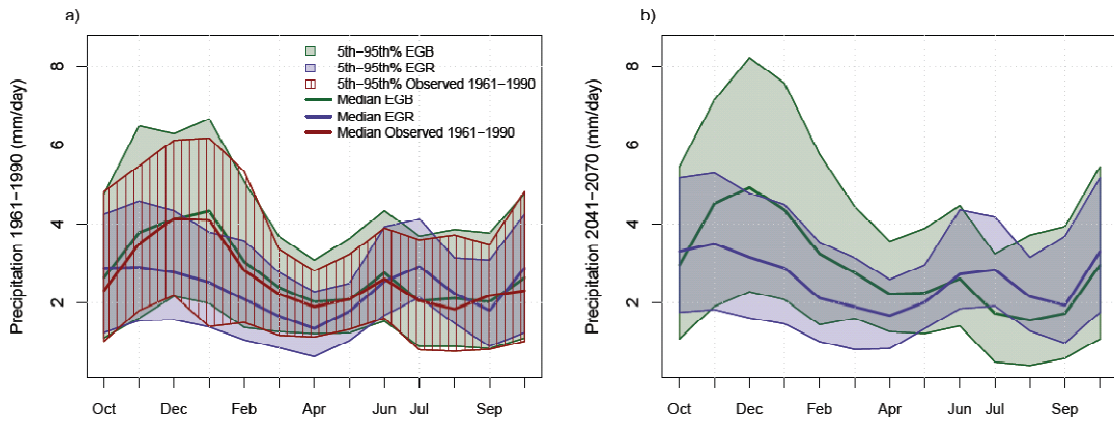 a)
Precipitation 1961−1990 (mm/day)
8
6
4
2
5th−95th% EGB
5th−95th% EGR
5th−95th% Observed 1961−1990
Median EGB
Median EGR
Median Observed 1961−1990
Oct Dec Feb Apr Jun Jul Sep
b)
Precipitation 2041−2070 (mm/day)
8
6
4
2
Oct Dec Feb Apr Jun Jul Sep